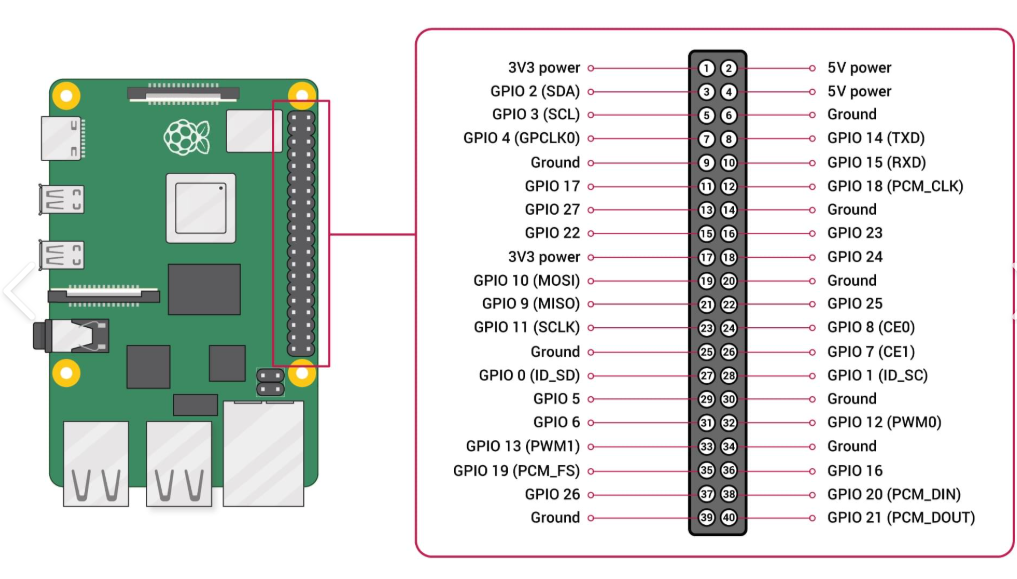 3V3 power 1 2 5V power
GPIO 2 (SDA) 3 4 5V power
GPIO 3 (SCL) 5 6 Ground
GPIO 4 (GPCLK0) 7 8 GPIO 14 (TXD)
Ground 9 10 GPIO 15 (RXD)
GPIO 17 11 12 GPIO 18 (PCM_CLK)
GPIO 27 13 14 Ground
GPIO 22 15 16 GPIO 23
3V3 power 17 18 GPIO 24
GPIO 10 (MOSI) 19 20 Ground
GPIO 9 (MISO) 21 22 GPIO 25
GPIO 11 (SCLK) 23 24 GPIO 8 (CE0)
Ground 25 26 GPIO 7 (CE1)
GPIO 0 (ID_SD) 27 28 GPIO 1 (ID_SC)
GPIO 5 29 30 Ground
GPIO 6 31 32 GPIO 12 (PWM0)
GPIO 13 (PWM1) 33 34 Ground
GPIO 19 (PCM_FS) 35 36 GPIO 16
GPIO 26 37 38 GPIO 20 (PCM_DIN)
Ground 39 40 GPIO 21 (PCM_DOUT)